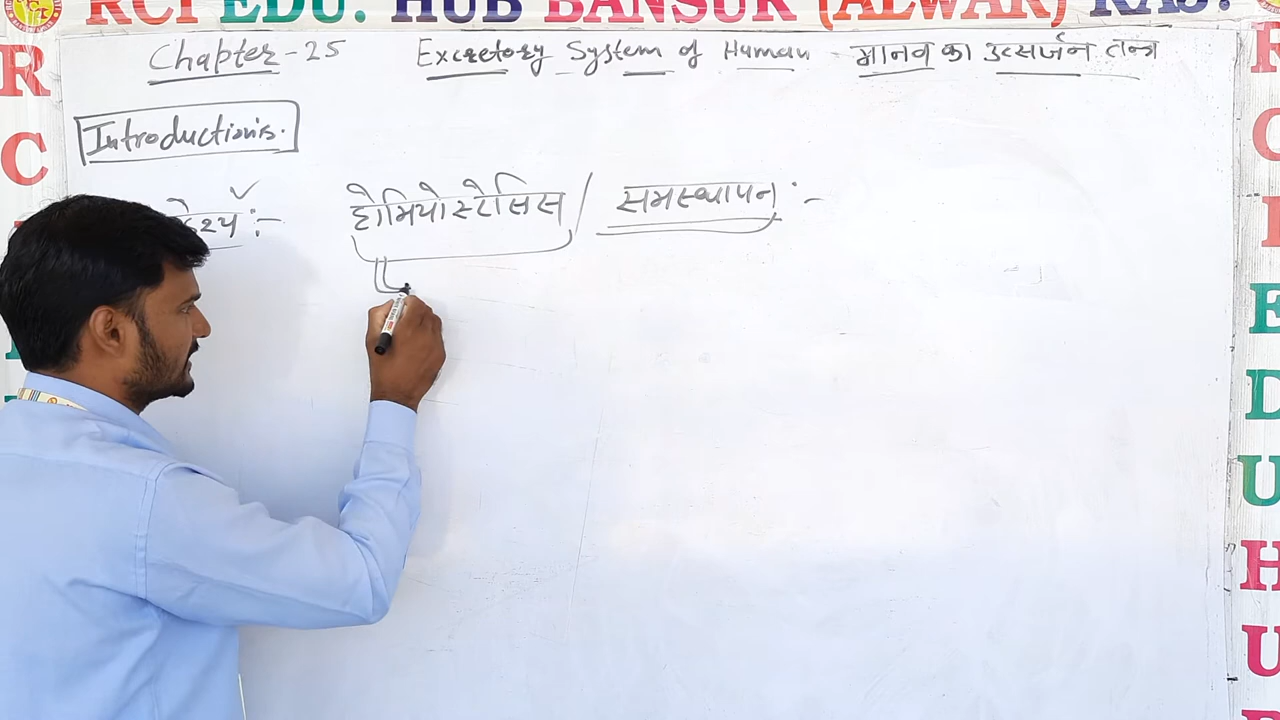 RCI EDU. HUB BANSUR (ALWAR) RAJ.
Chapter-25 Excretory System of Human - मानव का उत्सर्जन तन्त्र
Introduction:-
:- होमियोस्टेसिस / समस्थापन :-
R
C
I
E
D
U
H
U